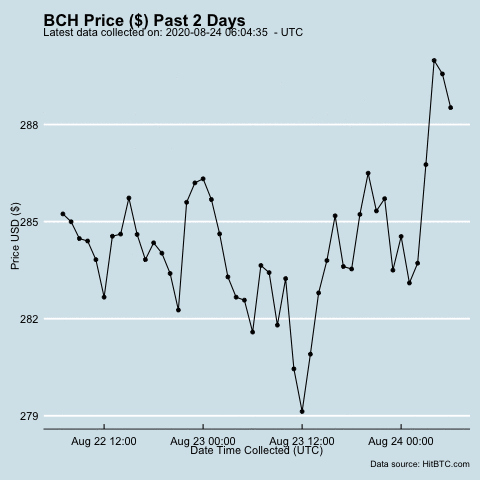 BCH Price ($) Past 2 Days
Latest data collected on: 2020-08-24 06:04:35  - UTC
288
285
282
279
Price USD ($)
Aug 22 12:00
Aug 23 00:00
Aug 23 12:00
Aug 24 00:00
Date Time Collected (UTC)
Data source: HitBTC.com